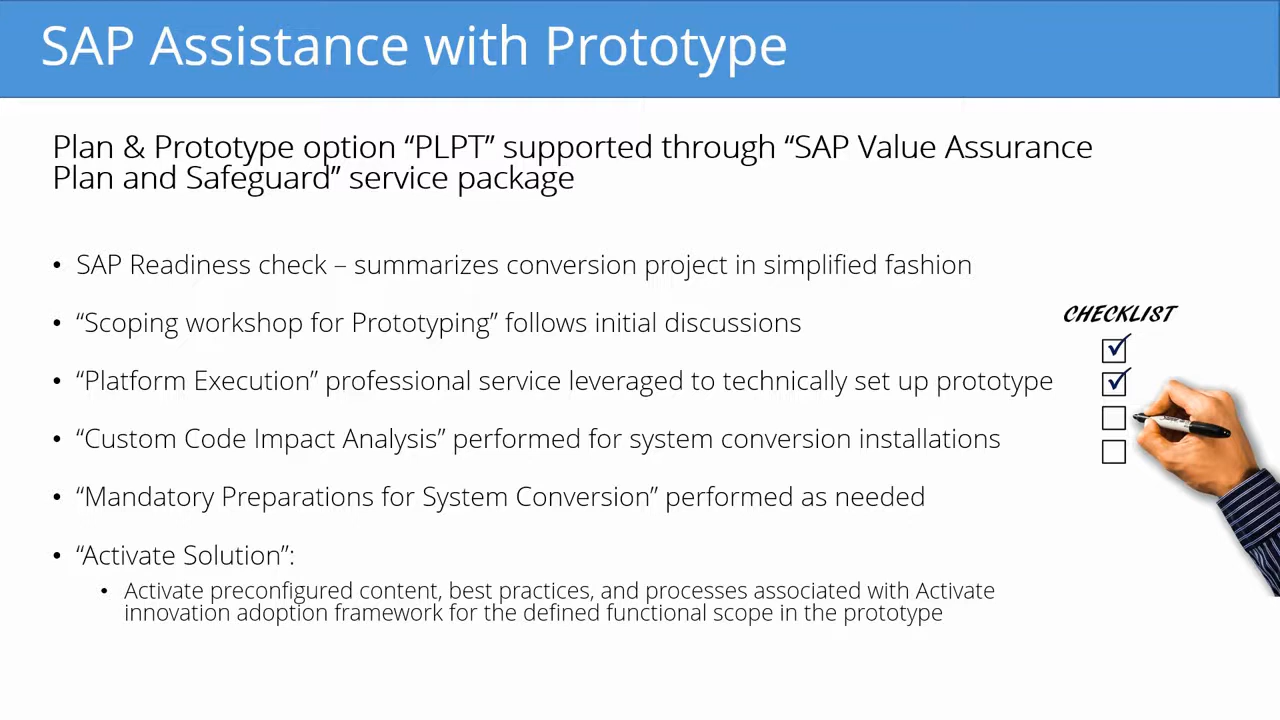 SAP Assistance with Prototype
Plan & Prototype option “PLPT” supported through “SAP Value Assurance
Plan and Safeguard” service package
• SAP Readiness check – summarizes conversion project in simplified fashion
• “Scoping workshop for Prototyping” follows initial discussions
• “Platform Execution” professional service leveraged to technically set up prototype
• “Custom Code Impact Analysis” performed for system conversion installations
• “Mandatory Preparations for System Conversion” performed as needed
• “Activate Solution”:
• Activate preconfigured content, best practices, and processes associated with Activate
innovation adoption framework for the defined functional scope in the prototype
CHECKLIST